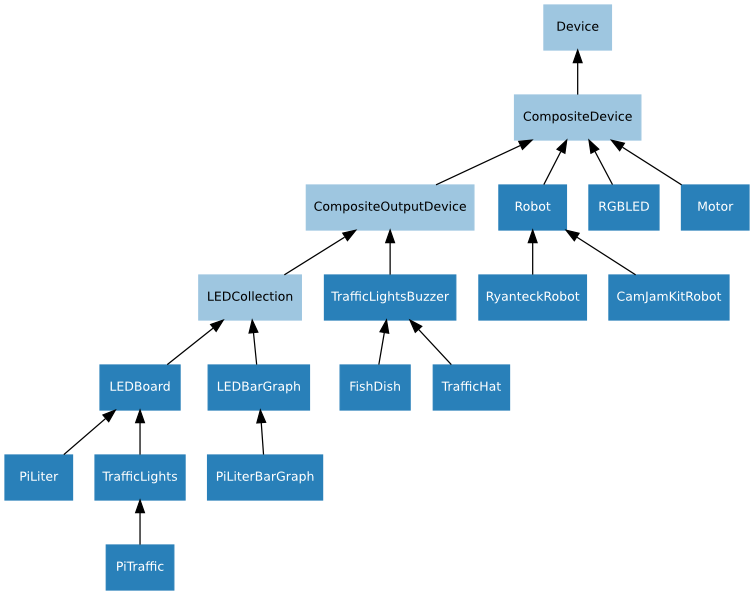 Device
CompositeDevice
CompositeOutputDevice
Robot
RGBLED
Motor
LEDCollection
TrafficLightsBuzzer
RyanteckRobot
CamJamKitRobot
LEDBoard
LEDBarGraph
FishDish
TrafficHat
PiLiter
TrafficLights
PiLiterBarGraph
PiTraffic